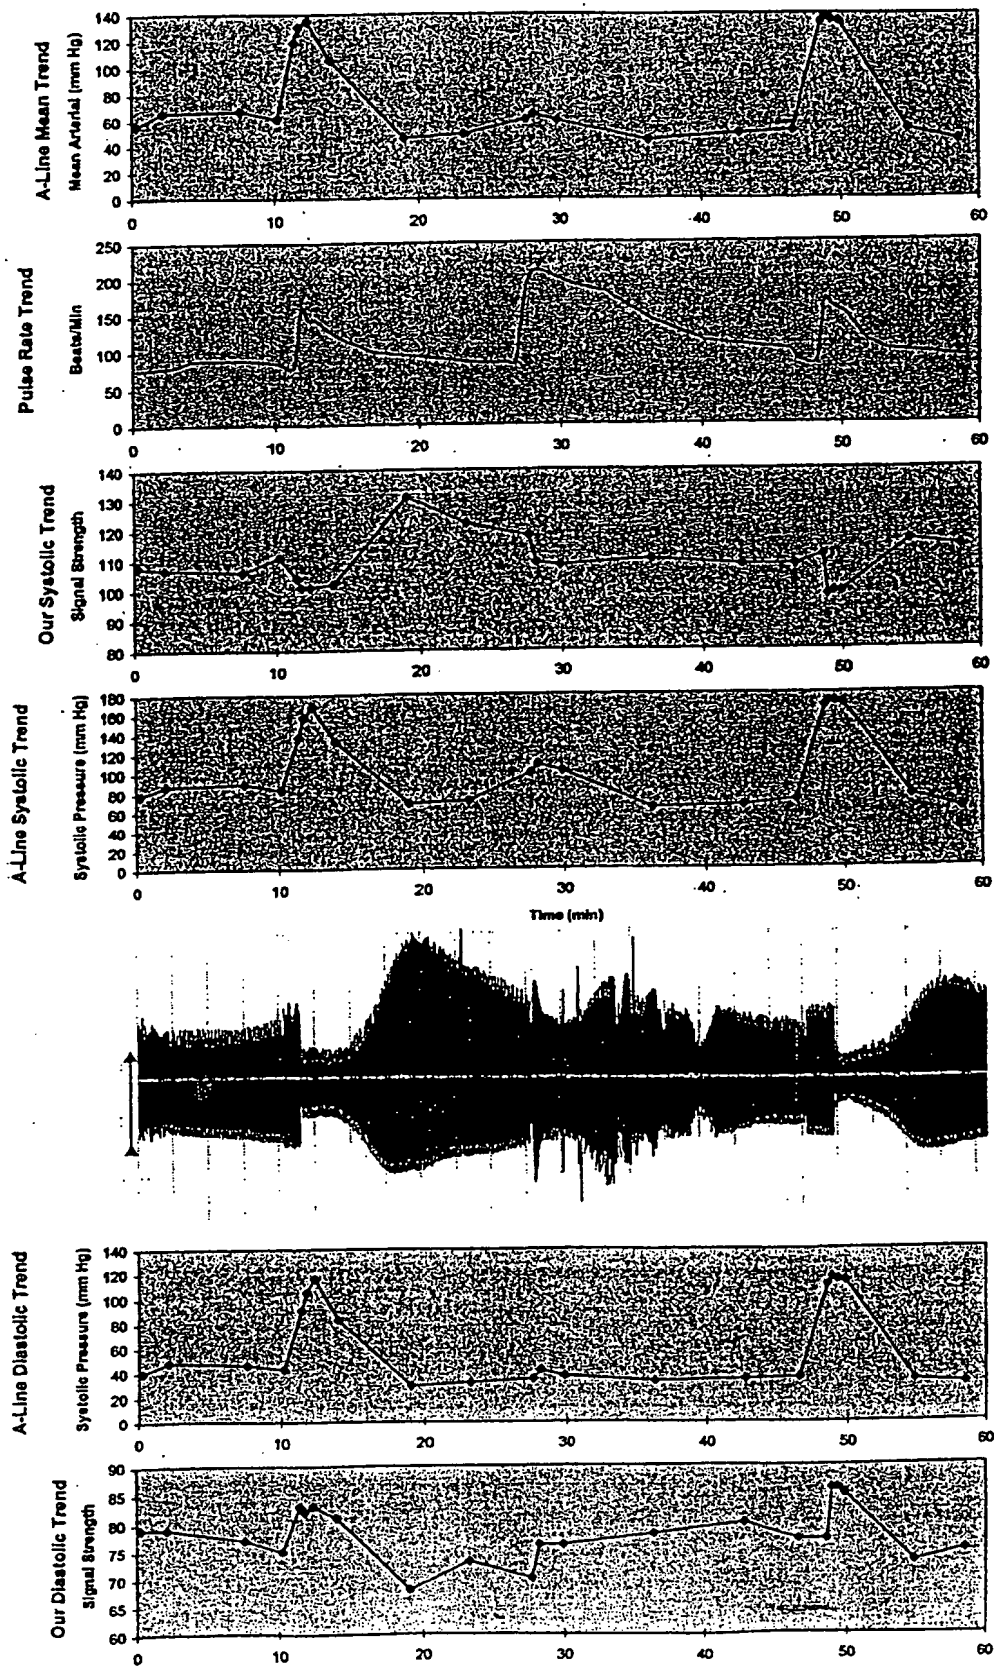 A-Line Mean Trend
Mean Arterial (mm Hg)
140
120
100
80
60
40
20
0
0 10 20 30 40 50 60
Pulse Rate Trend
Beats/Min
250
200
150
100
50
0
0 10 20 30 40 50 60
Our Systolic Trend
Signal Strength
140
130
120
110
100
90
80
0 10 20 30 40 50 60
A-Line Systolic Trend
Systolic Pressure (mm Hg)
180
160
140
120
100
80
60
40
20
0
0 10 20 30 40 50 60
Time (min)
A-Line Diastolic Trend
Systolic Pressure (mm Hg)
140
120
100
80
60
40
20
0
0 10 20 30 40 50 60
Our Diastolic Trend
Signal Strength
90
85
80
75
70
65
60
0 10 20 30 40 50 60